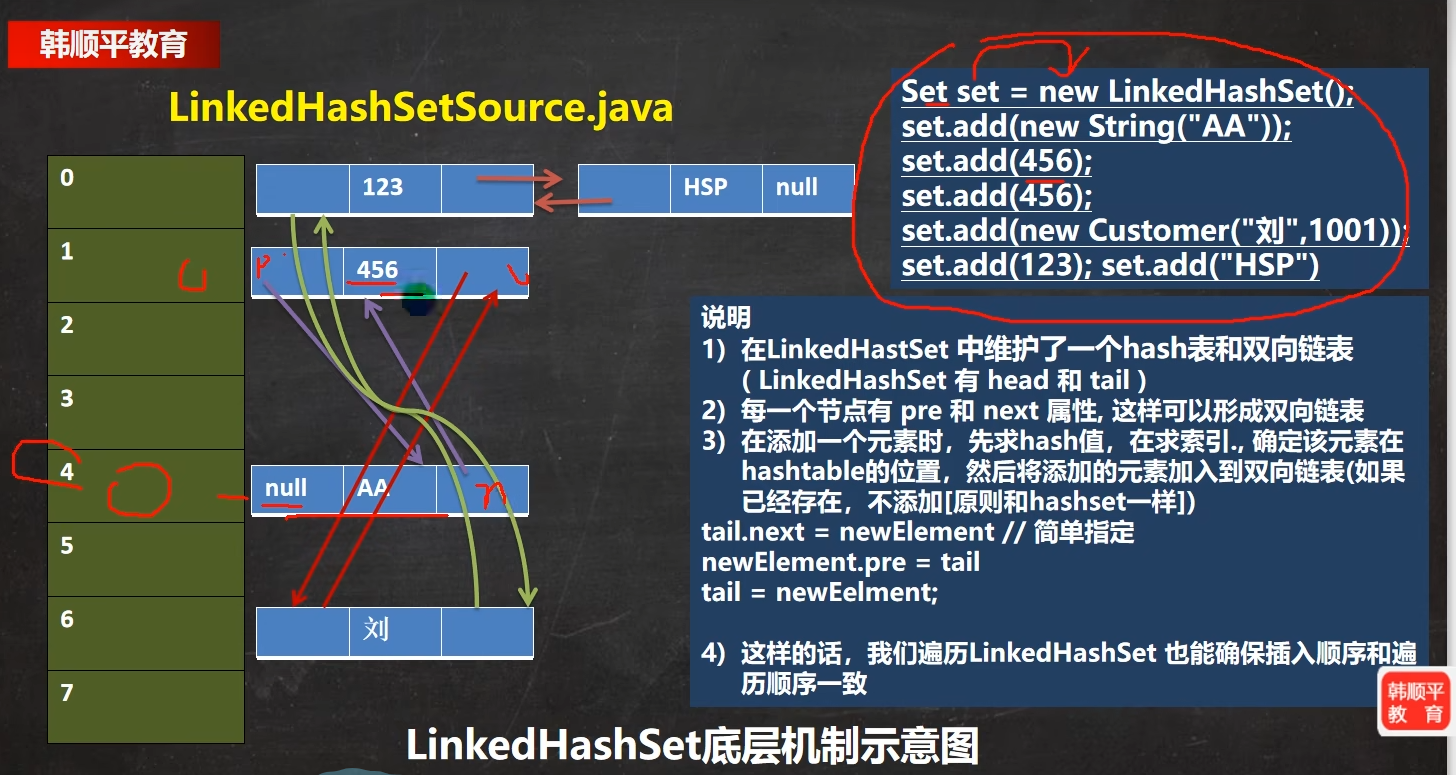 韩顺平教育
LinkedHashSetSource.java
Set set = new LinkedHashSet();
set.add(new String("AA"));
set.add(456);
set.add(456);
set.add(new Customer("刘",1001));
set.add(123); set.add("HSP")
0
123
HSP
null
1
456
2
3
4
null
AA
5
6
刘
7
说明
1) 在LinkedHastSet 中维护了一个hash表和双向链表
( LinkedHashSet 有 head 和 tail )
2) 每一个节点有 pre 和 next 属性, 这样可以形成双向链表
3) 在添加一个元素时，先求hash值，在求索引., 确定该元素在
hashtable的位置，然后将添加的元素加入到双向链表(如果
已经存在，不添加[原则和hashset一样])
tail.next = newElement // 简单指定
newElement.pre = tail
tail = newEelment;
4) 这样的话，我们遍历LinkedHashSet 也能确保插入顺序和遍
历顺序一致
韩顺平
教 育
LinkedHashSet底层机制示意图